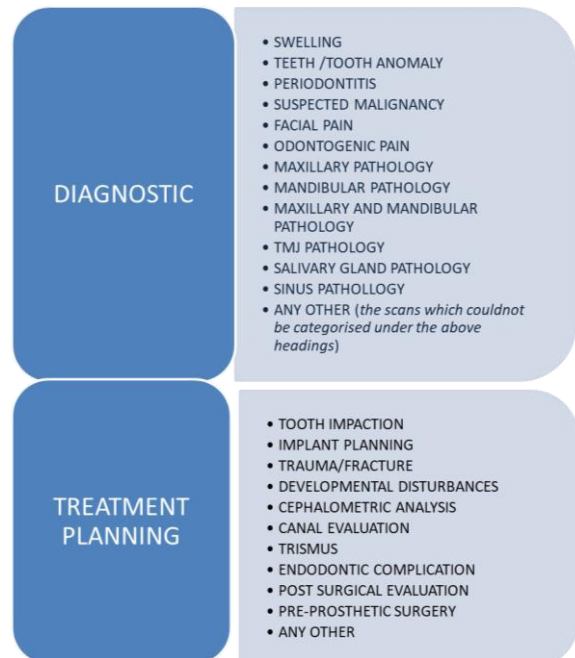 DIAGNOSTIC
• SWELLING
• TEETH /TOOTH ANOMALY
• PERIODONTITIS
• SUSPECTED MALIGNANCY
• FACIAL PAIN
• ODONTOGENIC PAIN
• MAXILLARY PATHOLOGY
• MANDIBULAR PATHOLOGY
• MAXILLARY AND MANDIBULAR
PATHOLOGY
• TMJ PATHOLOGY
• SALIVARY GLAND PATHOLOGY
• SINUS PATHOLLOGY
• ANY OTHER (the scans which couldnot
be categorised under the above
headings)
TREATMENT
PLANNING
• TOOTH IMPACTION
• IMPLANT PLANNING
• TRAUMA/FRACTURE
• DEVELOPMENTAL DISTURBANCES
• CEPHALOMETRIC ANALYSIS
• CANAL EVALUATION
• TRISMUS
• ENDODONTIC COMPLICATION
• POST SURGICAL EVALUATION
• PRE-PROSTHETIC SURGERY
• ANY OTHER